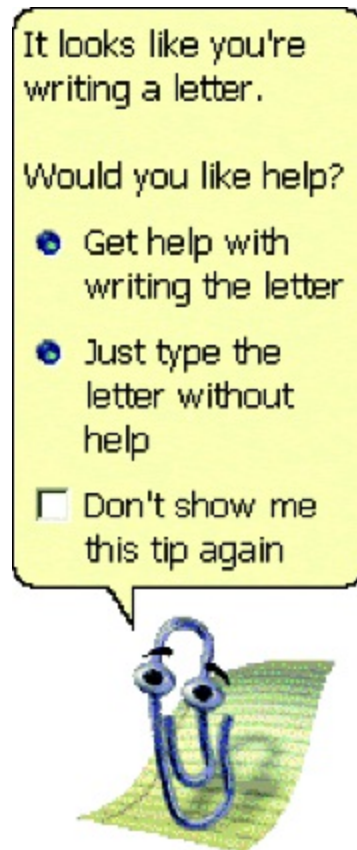 It looks like you're
writing a letter.
Would you like help?
Get help with
writing the letter
Just type the
letter without
help
Don't show me
this tip again